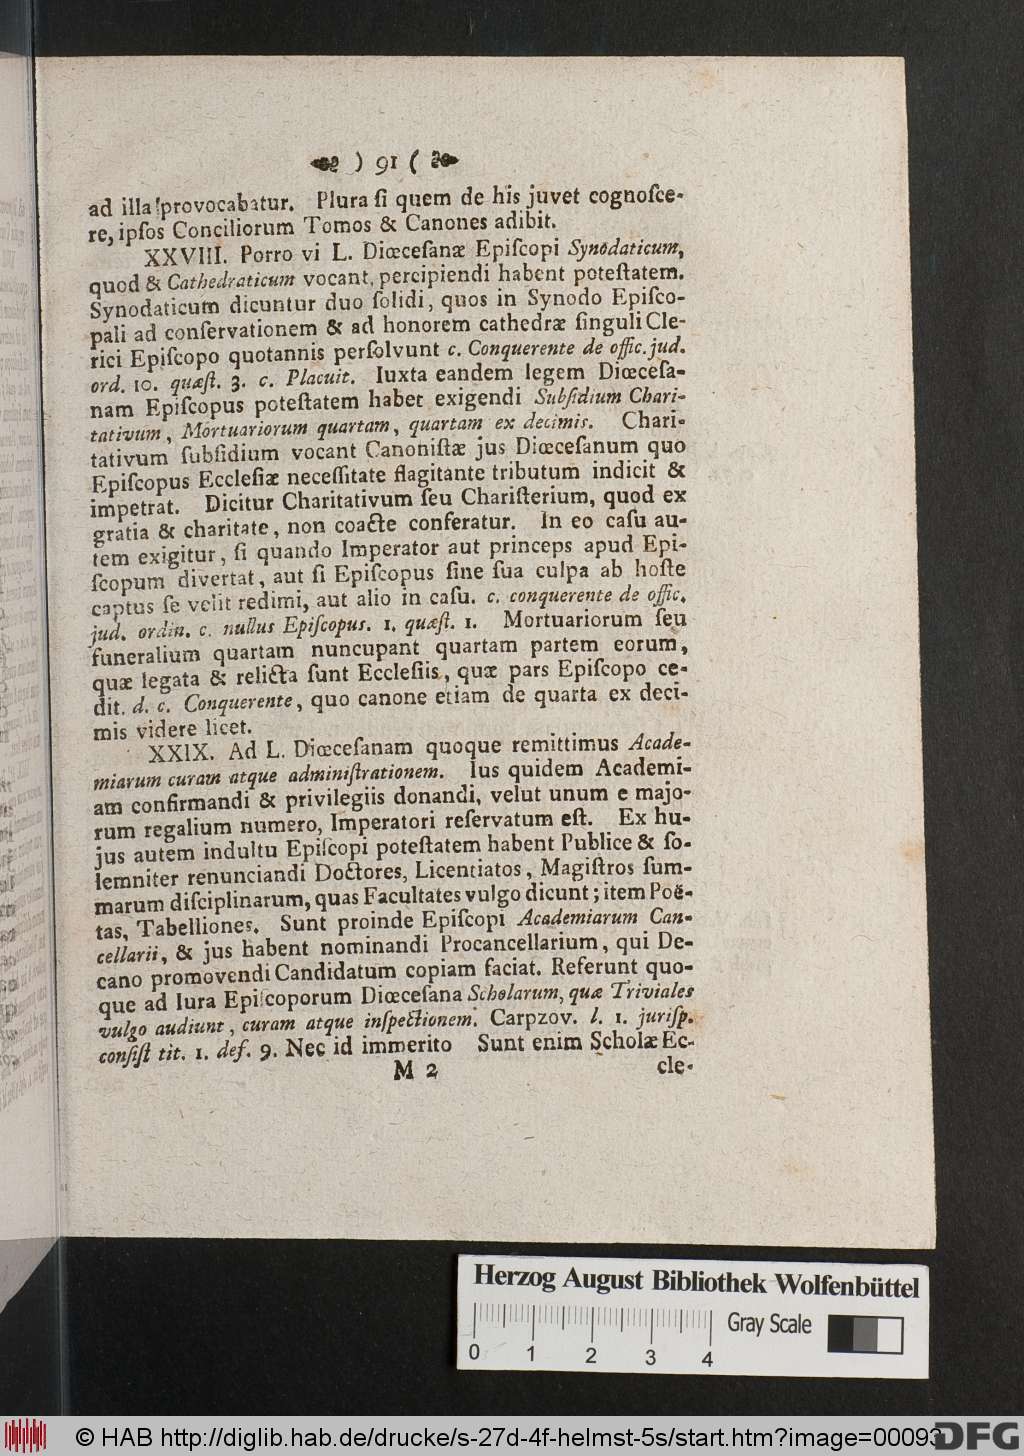 ) 91 (
ad illa provocabatur. Plura ſi quem de his juvet cognoſce-
re, ipſos Conciliorum Tomos & Canones adibit.
XXVIII. Porro vi L. Diœceſanæ Epiſcopi Synodaticum,
quod & Cathedraticum vocant, percipiendi habent poteſtatem.
Synodaticum dicuntur duo ſolidi, quos in Synodo Epiſco-
pali ad conſervationem & ad honorem cathedræ ſinguli Cle-
rici Epiſcopo quotannis perſolvunt c. Conquerente de offic. jud.
ord. 10. quæſt. 3. c. Placuit. Iuxta eandem legem Diœceſa-
nam Epiſcopus poteſtatem habet exigendi Subſidium Chari-
tativum, Mortuariorum quartam, quartam ex decimis. Chari-
tativum ſubſidium vocant Canoniſtæ jus Diœceſanum quo
Epiſcopus Eccleſiæ neceſſitate flagitante tributum indicit &
impetrat. Dicitur Charitativum ſeu Chariſterium, quod ex
gratia & charitate, non coacte conferatur. In eo caſu au-
tem exigitur, ſi quando Imperator aut princeps apud Epi-
ſcopum divertat, aut ſi Epiſcopus ſine ſua culpa ab hoſte
captus ſe velit redimi, aut alio in caſu. c. conquerente de offic.
jud. ordin. c. nullus Epiſcopus. 1. quæſt. 1. Mortuariorum ſeu
funeralium quartam nuncupant quartam partem eorum,
quæ legata & relicta ſunt Eccleſiis, quæ pars Epiſcopo ce-
dit. d. c. Conquerente, quo canone etiam de quarta ex deci-
mis videre licet.
XXIX. Ad L. Diœceſanam quoque remittimus Acade-
miarum curam atque adminiſtrationem. Ius quidem Academi-
am confirmandi & privilegiis donandi, velut unum e majo-
rum regalium numero, Imperatori reſervatum eſt. Ex hu-
jus autem indultu Epiſcopi poteſtatem habent Publice & ſo-
lemniter renunciandi Doctores, Licentiatos, Magiſtros ſum-
marum diſciplinarum, quas Facultates vulgo dicunt; item Poë-
tas, Tabelliones. Sunt proinde Epiſcopi Academiarum Can-
cellarii, & jus habent nominandi Procancellarium, qui De-
cano promovendi Candidatum copiam faciat. Referunt quo-
que ad Iura Epiſcoporum Diœceſana Scholarum, quæ Triviales
vulgo audiunt, curam atque inſpectionem. Carpzov. l. 1. juriſp.
conſiſt tit. 1. def. 9. Nec id immerito Sunt enim Scholæ Ec-
M 2 cle-
Herzog August Bibliothek Wolfenbüttel
Gray Scale
0 1 2 3 4
© HAB http://diglib.hab.de/drucke/s-27d-4f-helmst-5s/start.htm?image=00093
DFG